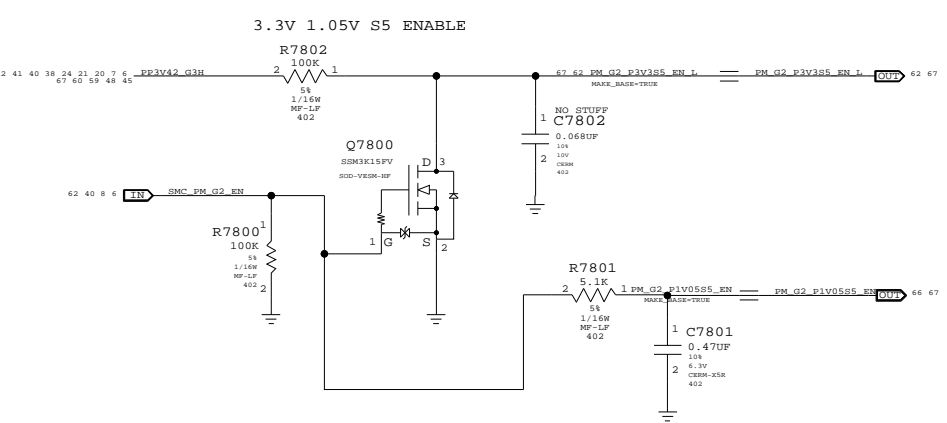 3.3V 1.05V S5 ENABLE
R7802
100K
2 41 40 38 24 21 20 7 6
67 60 59 48 45
PP3V42_G3H
2
1
5%
1/16W
MF-LF
402
67 62
PM_G2_P3V3S5_EN_L
MAKE_BASE=TRUE
PM_G2_P3V3S5_EN_L
OUT
62 67
NO STUFF
1
C7802
0.068UF
10%
10V
CERM
402
2
Q7800
SSM3K15FV
SOD-VESM-HF
D
3
1
G
S
2
62 40 8 6
IN
SMC_PM_G2_EN
R7800
1
100K
5%
1/16W
MF-LF
402
2
R7801
5.1K
2
1
5%
1/16W
MF-LF
402
PM_G2_P1V05S5_EN
MAKE_BASE=TRUE
PM_G2_P1V05S5_EN
OUT
66 67
1
C7801
0.47UF
10%
6.3V
CERM-X5R
402
2